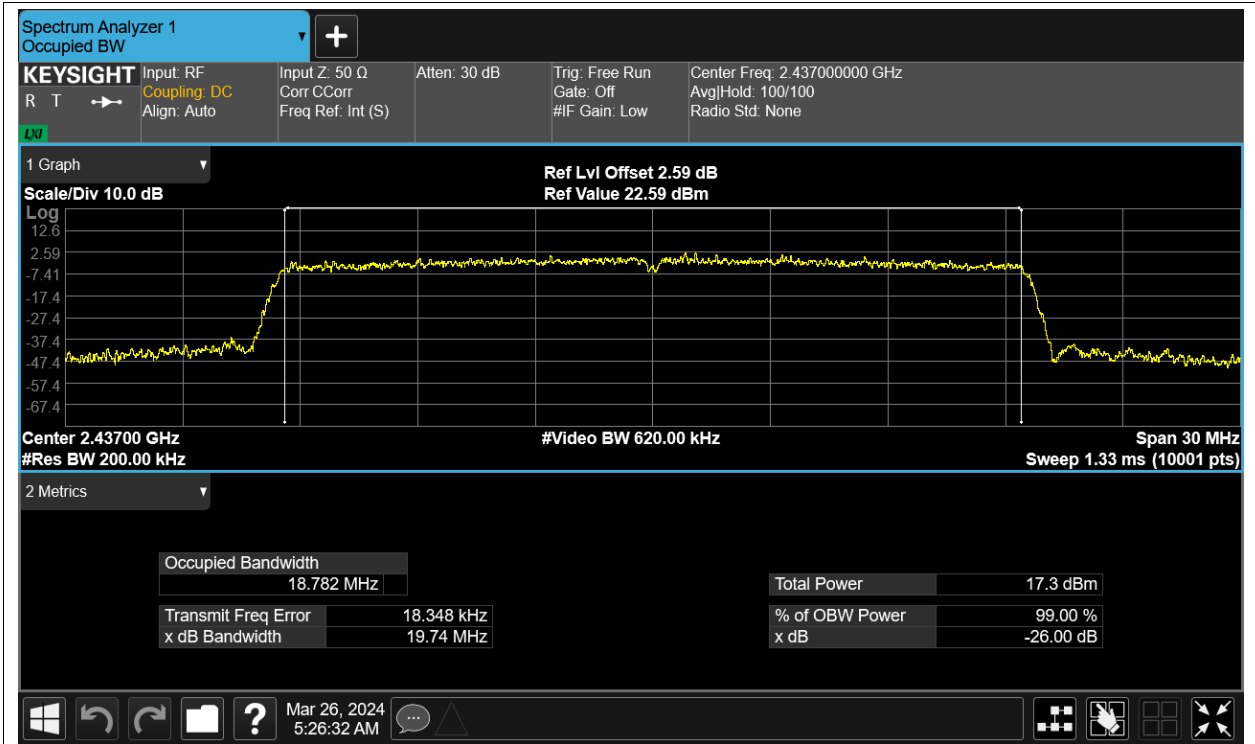 Spectrum Analyzer 1
Occupied BW
KEYSIGHT
R T
LXI
Input: RF
Coupling: DC
Align: Auto
Input Z: 50 Ω
Corr CCorr
Freq Ref: Int (S)
Atten: 30 dB
Trig: Free Run
Gate: Off
#IF Gain: Low
Center Freq: 2.437000000 GHz
Avg|Hold: 100/100
Radio Std: None
1 Graph
Scale/Div 10.0 dB
Ref Lvl Offset 2.59 dB
Ref Value 22.59 dBm
Log
12.6
2.59
-7.41
-17.4
-27.4
-37.4
-47.4
-57.4
-67.4
Center 2.43700 GHz
#Video BW 620.00 kHz
Span 30 MHz
#Res BW 200.00 kHz
Sweep 1.33 ms (10001 pts)
2 Metrics
Occupied Bandwidth
18.782 MHz
Transmit Freq Error 18.348 kHz
x dB Bandwidth 19.74 MHz
Total Power 17.3 dBm
% of OBW Power 99.00 %
x dB -26.00 dB
?
Mar 26, 2024
5:26:32 AM